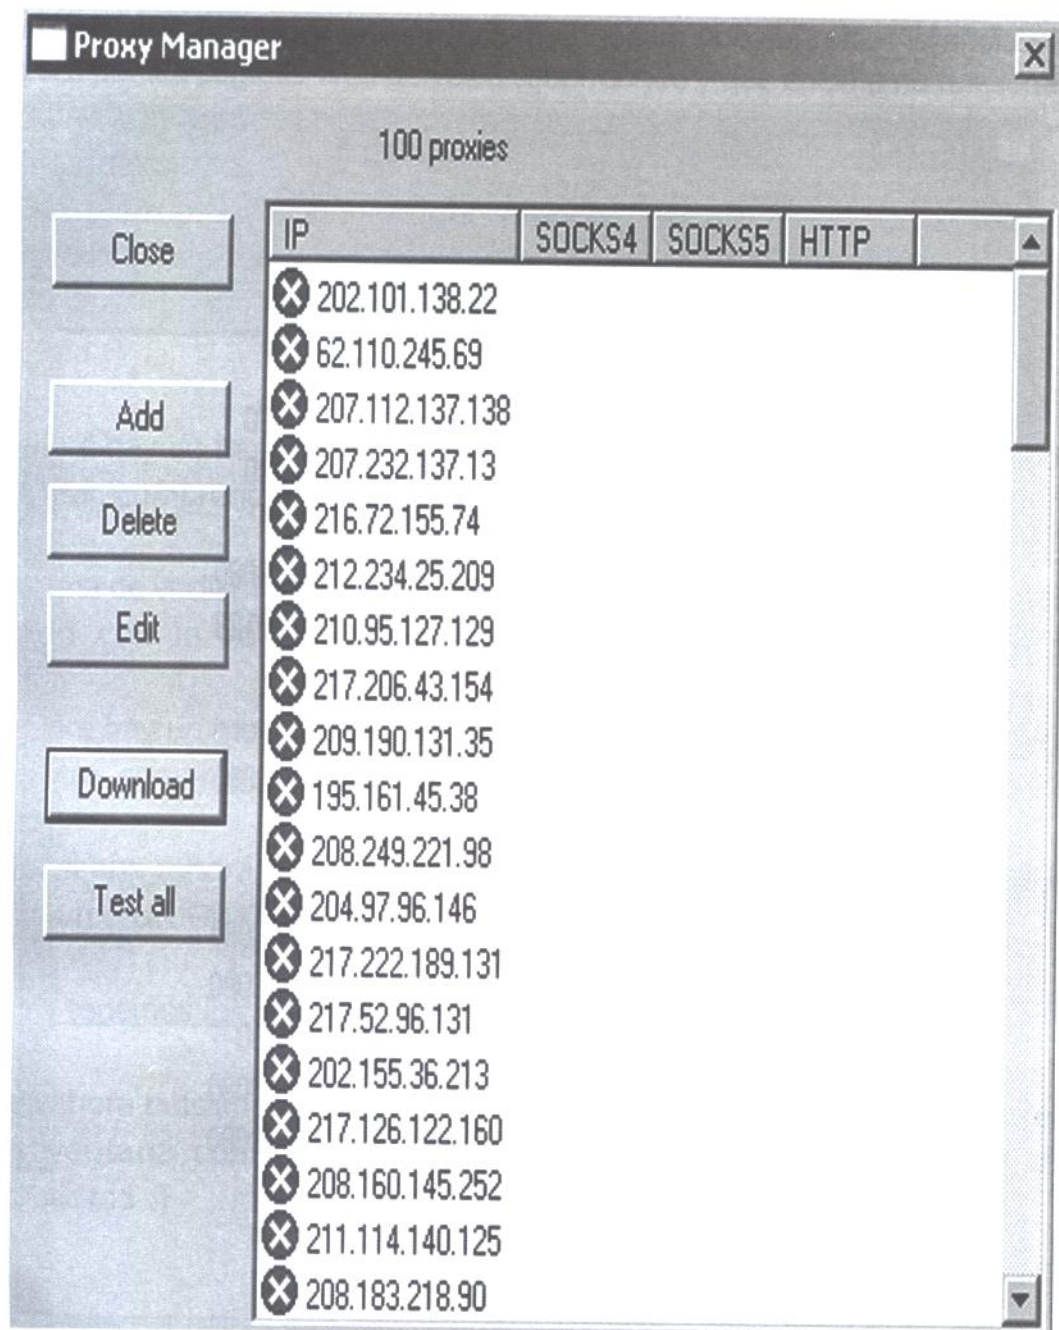 Proxy Manager
100 proxies
Close
Add
Delete
Edit
Download
Test all
IP SOCKS4 SOCKS5 HTTP
202.101.138.22
62.110.245.69
207.112.137.138
207.232.137.13
216.72.155.74
212.234.25.209
210.95.127.129
217.206.43.154
209.190.131.35
195.161.45.38
208.249.221.98
204.97.96.146
217.222.189.131
217.52.96.131
202.155.36.213
217.126.122.160
208.160.145.252
211.114.140.125
208.183.218.90